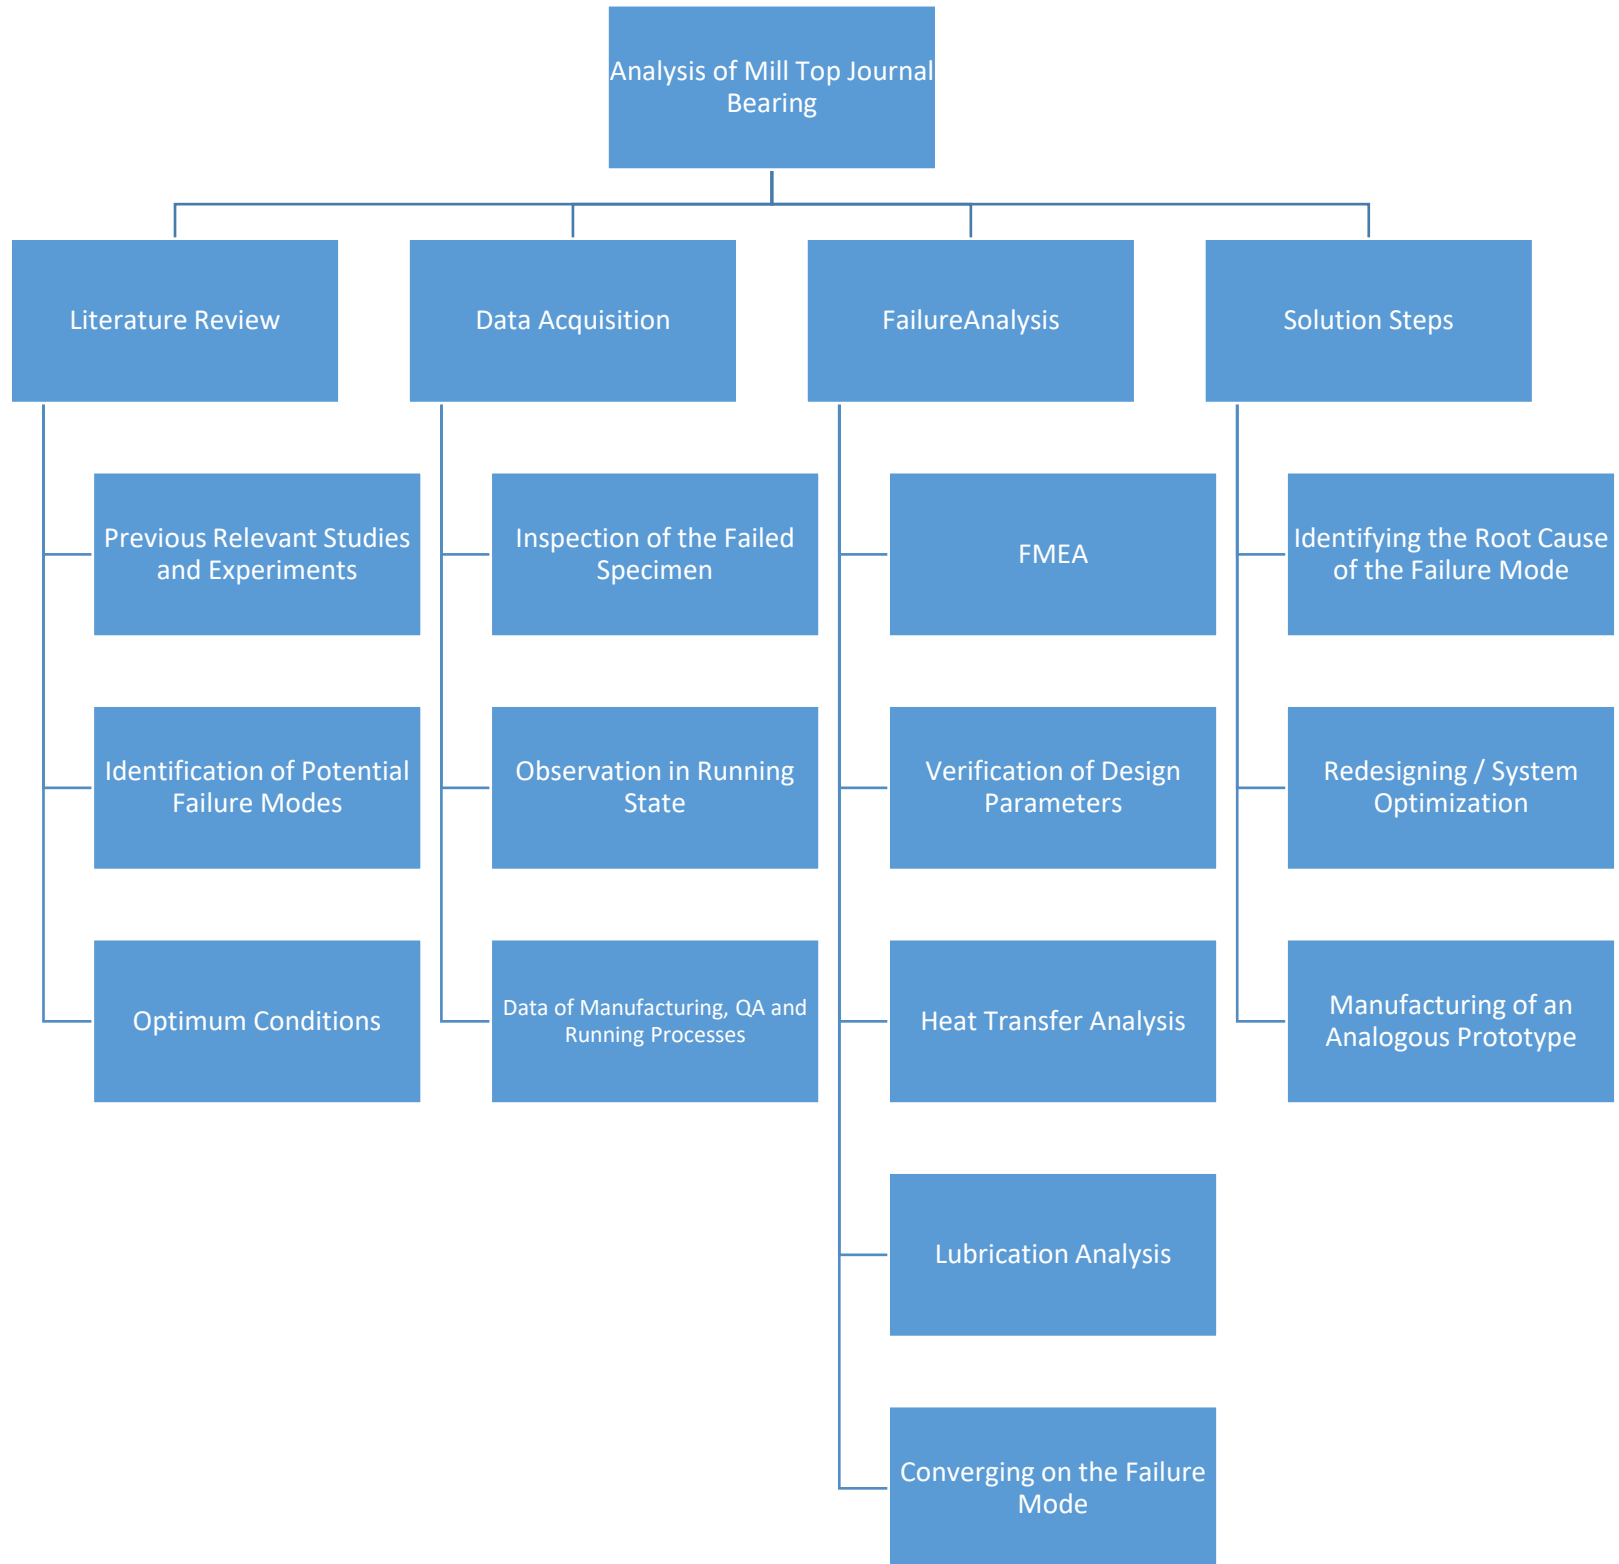 Analysis of Mill Top Journal
Bearing
Literature Review
Data Acquisition
FailureAnalysis
Solution Steps
Previous Relevant Studies
and Experiments
Identification of Potential
Failure Modes
Optimum Conditions
Inspection of the Failed
Specimen
Observation in Running
State
Data of Manufacturing, QA and
Running Processes
FMEA
Verification of Design
Parameters
Heat Transfer Analysis
Lubrication Analysis
Converging on the Failure
Mode
Identifying the Root Cause
of the Failure Mode
Redesigning / System
Optimization
Manufacturing of an
Analogous Prototype